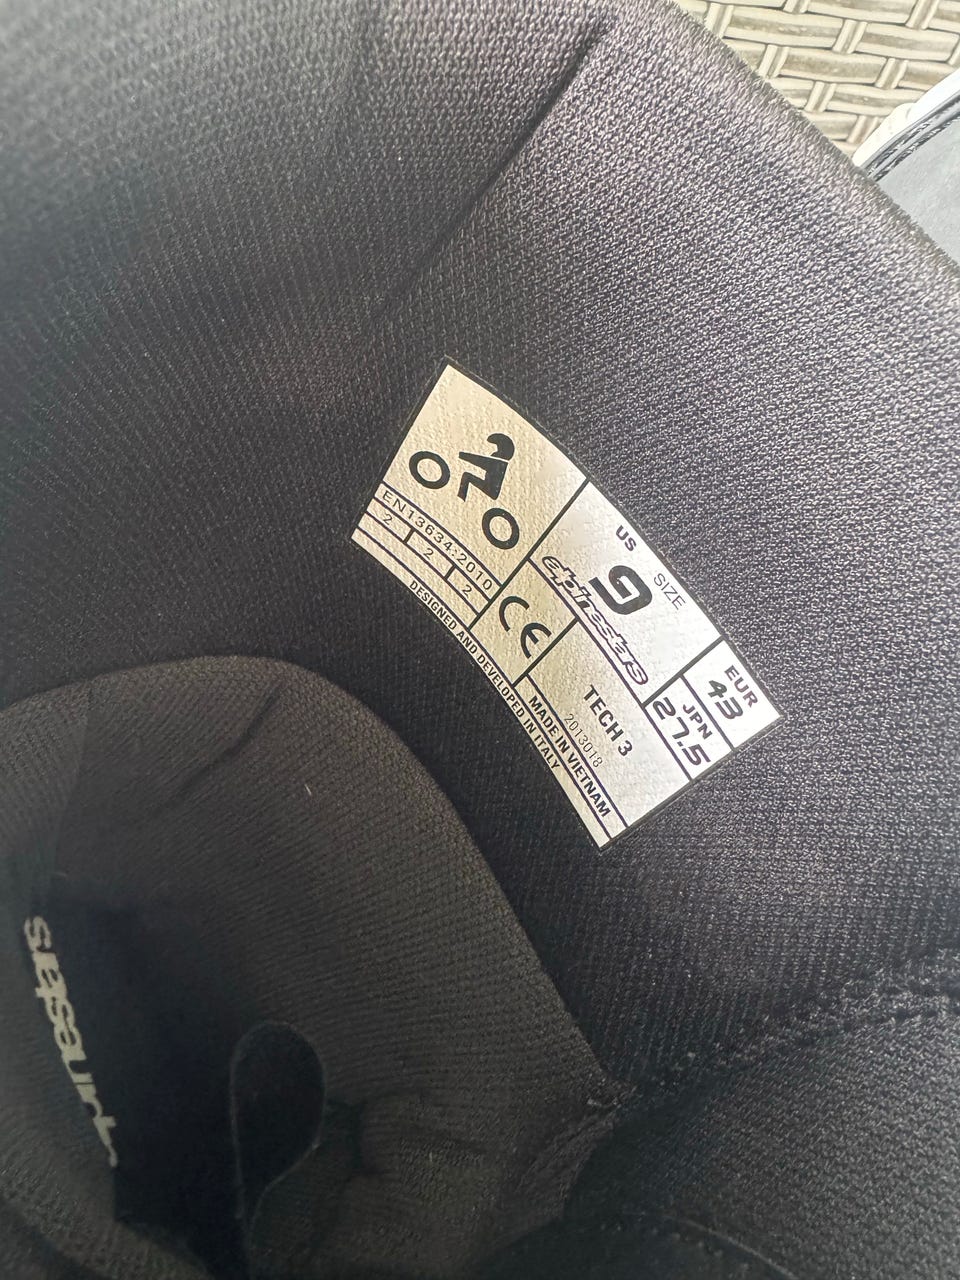 US
9
SIZE
alpinestars
EUR
43
JPN
27.5
EN13634:2010
2
2
2
CE
TECH 3
2013018
MADE IN VIETNAM
DESIGNED AND DEVELOPED IN ITALY
alpinestars